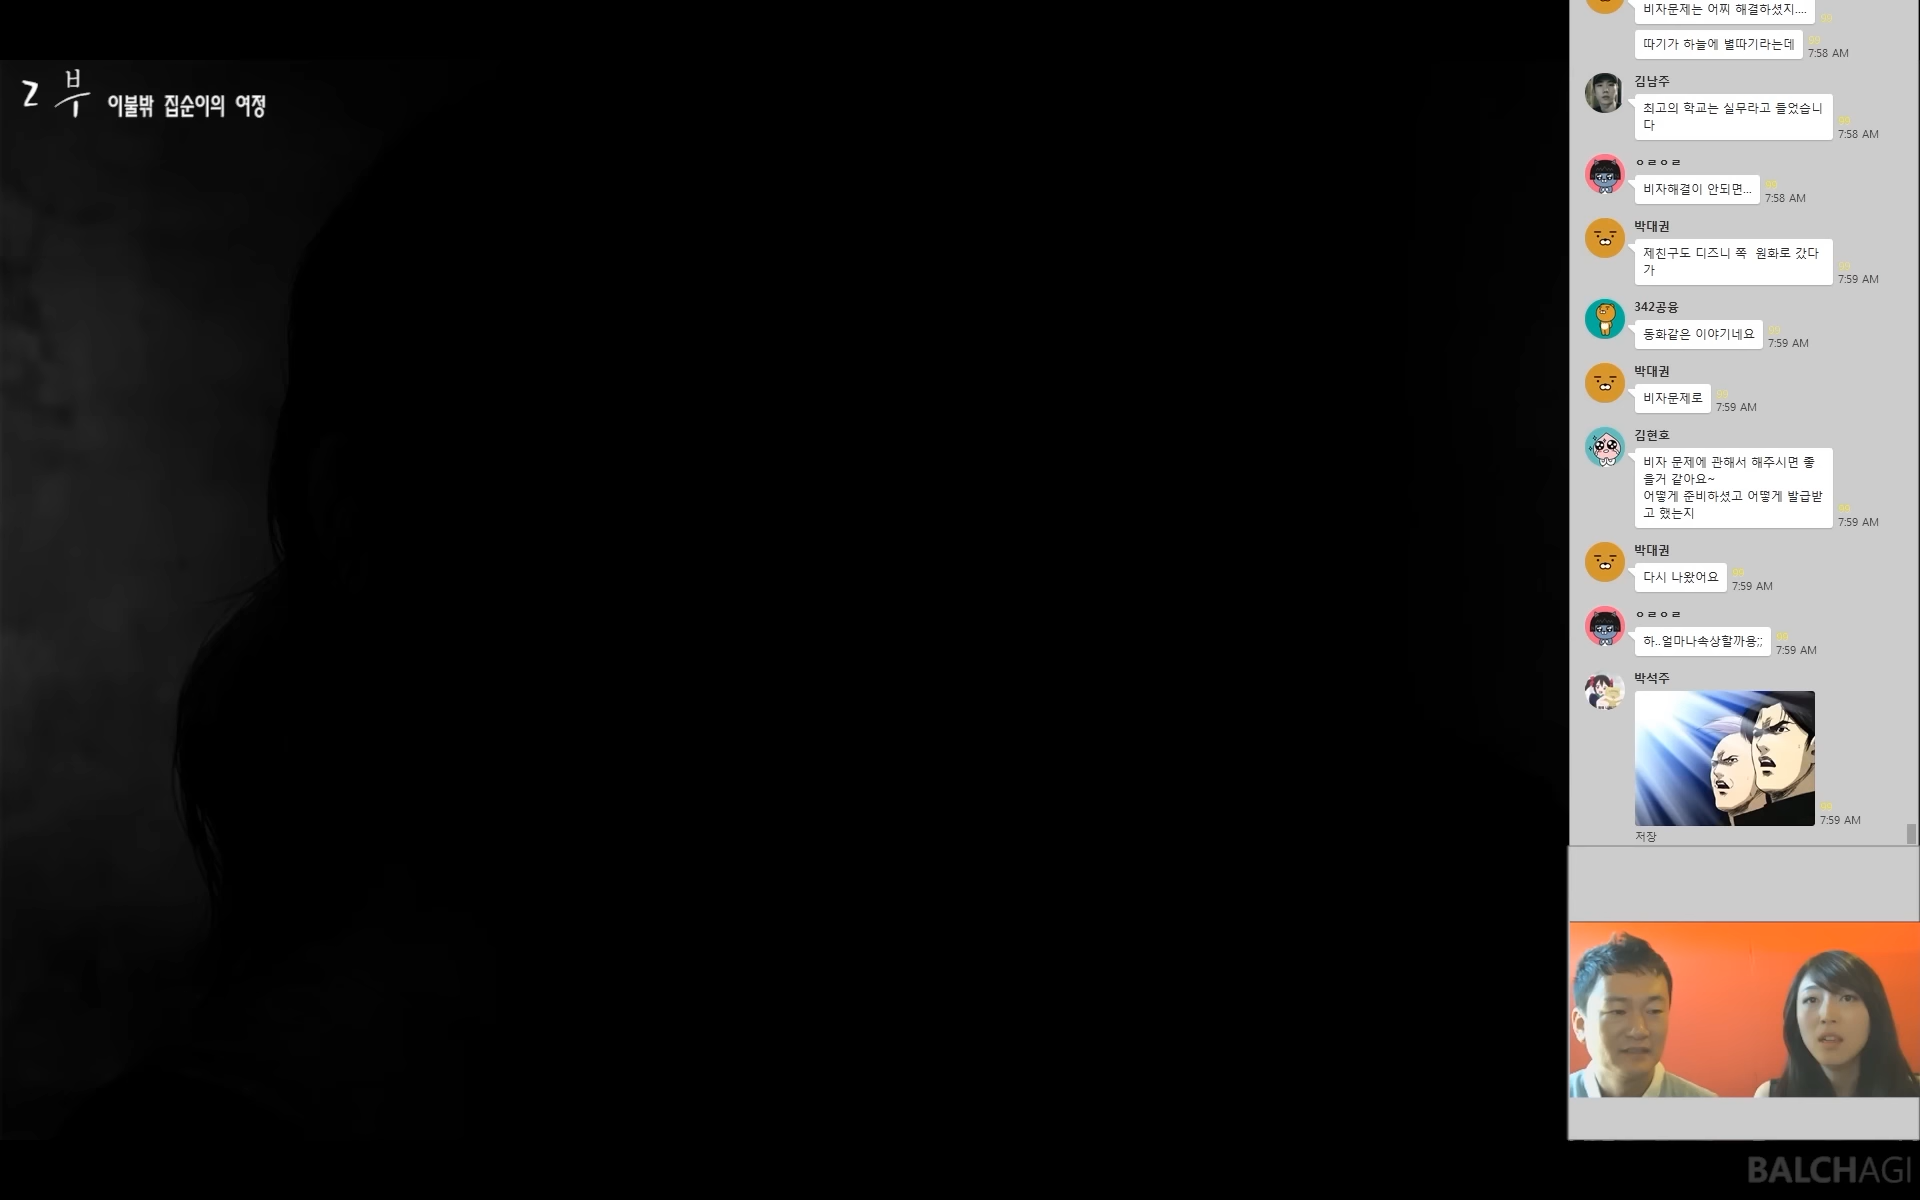 2부 이불밖 집순이의 여정
비자문제는 어찌 해결하셨지....
99
따기가 하늘에 별따기라는데
99
7:58 AM
김남주
최고의 학교는 실무라고 들었습니
다
99
7:58 AM
ㅇㄹㅇㄹ
비자해결이 안되면...
99
7:58 AM
박대권
제친구도 디즈니 쪽  원화로 갔다
가
99
7:59 AM
342공용
동화같은 이야기네요
99
7:59 AM
박대권
비자문제로
99
7:59 AM
김현호
비자 문제에 관해서 해주시면 좋
을거 같아요~
어떻게 준비하셨고 어떻게 발급받
고 했는지
7:59 AM
박대권
다시 나왔어요
99
7:59 AM
ㅇㄹㅇㄹ
하..얼마나속상할까용;;
7:59 AM
박석주
99
7:59 AM
저장
BALCHAGI